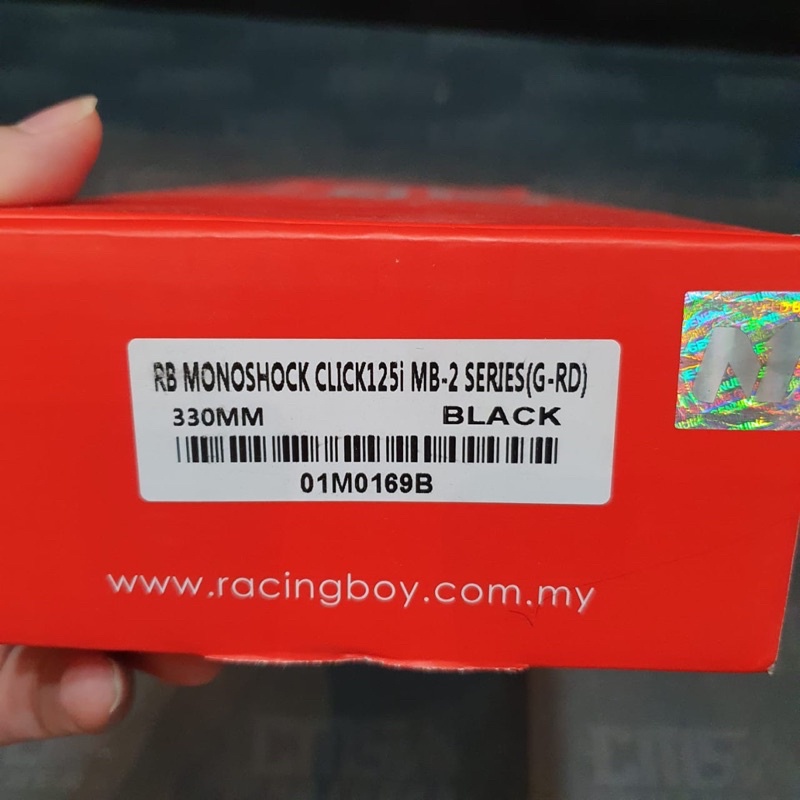 RB MONOSHOCK CLICK125i MB-2 SERIES(G-RD)
330MM BLACK
01M0169B
www.racingboy.com.my